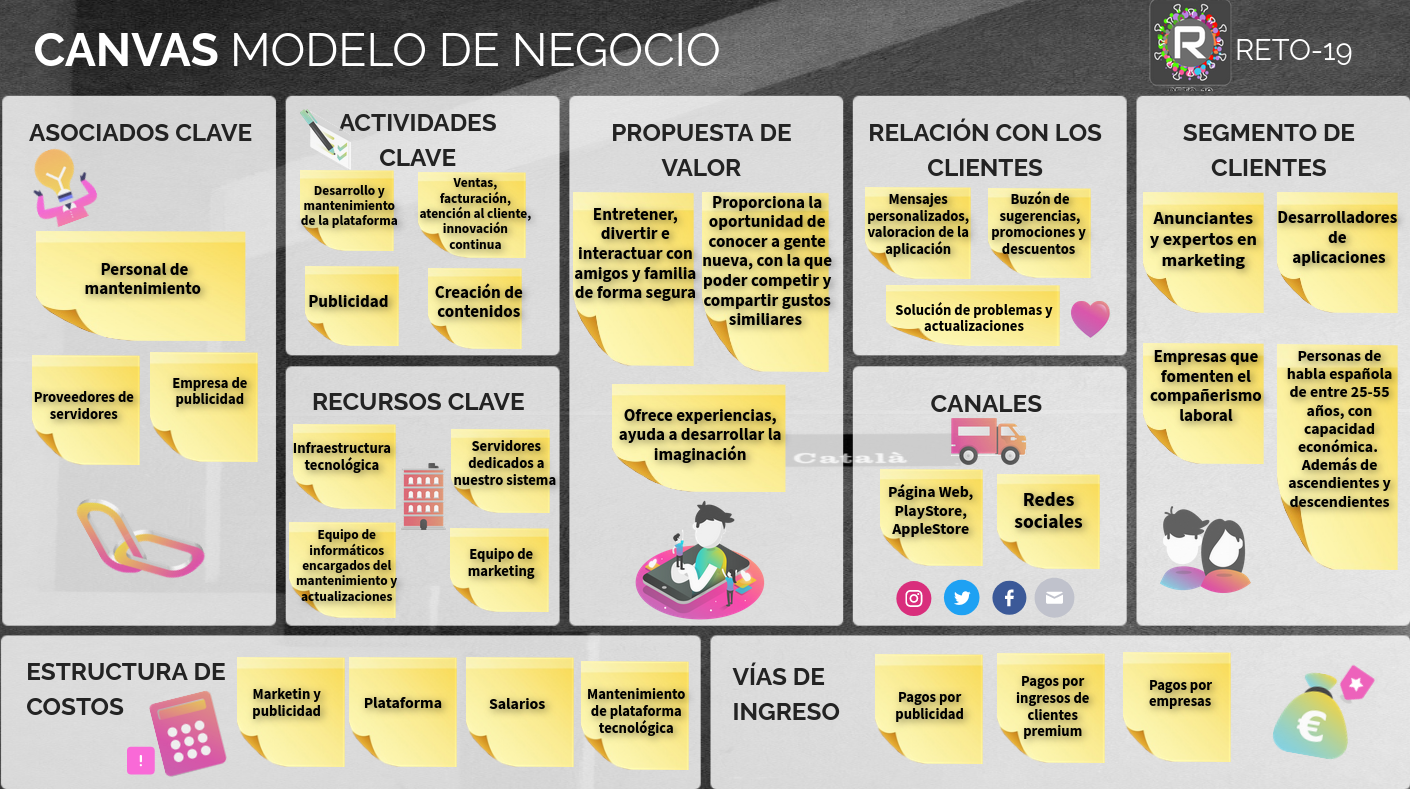 CANVAS MODELO DE NEGOCIO
R
RETO-19
ASOCIADOS CLAVE
Personal de
mantenimiento
Proveedores de
servidores
Empresa de
publicidad
ACTIVIDADES
CLAVE
Desarrollo y
mantenimiento
de la plataforma
Ventas,
facturación,
atención al cliente,
innovación
continua
Publicidad
Creación de
contenidos
RECURSOS CLAVE
Infraestructura
tecnológica
Servidores
dedicados a
nuestro sistema
Equipo de
informáticos
encargados del
mantenimiento y
actualizaciones
Equipo de
marketing
PROPUESTA DE
VALOR
Entretener,
divertir e
interactuar con
amigos y familia
de forma segura
Proporciona la
oportunidad de
conocer a gente
nueva, con la que
poder competir y
compartir gustos
similiares
Ofrece experiencias,
ayuda a desarrollar la
imaginación
Català
RELACIÓN CON LOS
CLIENTES
Mensajes
personalizados,
valoracion de la
aplicación
Buzón de
sugerencias,
promociones y
descuentos
Solución de problemas y
actualizaciones
CANALES
Página Web,
PlayStore,
AppleStore
Redes
sociales
SEGMENTO DE
CLIENTES
Anunciantes
y expertos en
marketing
Desarrolladores
de
aplicaciones
Empresas que
fomenten el
compañerismo
laboral
Personas de
habla española
de entre 25-55
años, con
capacidad
económica.
Además de
ascendientes y
descendientes
ESTRUCTURA DE
COSTOS
!
Marketin y
publicidad
Plataforma
Salarios
Mantenimiento
de plataforma
tecnológica
VÍAS DE
INGRESO
Pagos por
publicidad
Pagos por
ingresos de
clientes
premium
Pagos por
empresas
€